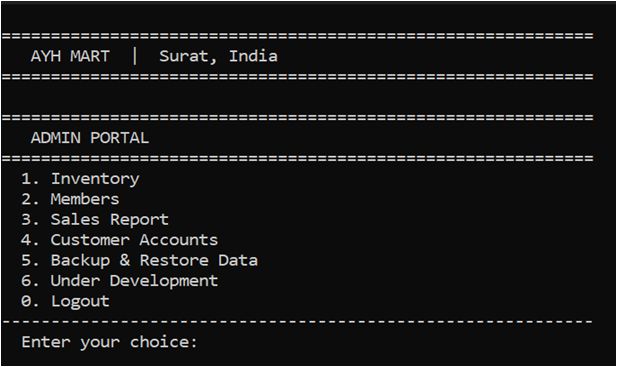 ============================================================
AYH MART | Surat, India
============================================================
============================================================
ADMIN PORTAL
============================================================
1. Inventory
2. Members
3. Sales Report
4. Customer Accounts
5. Backup & Restore Data
6. Under Development
0. Logout
------------------------------------------------------------
Enter your choice: